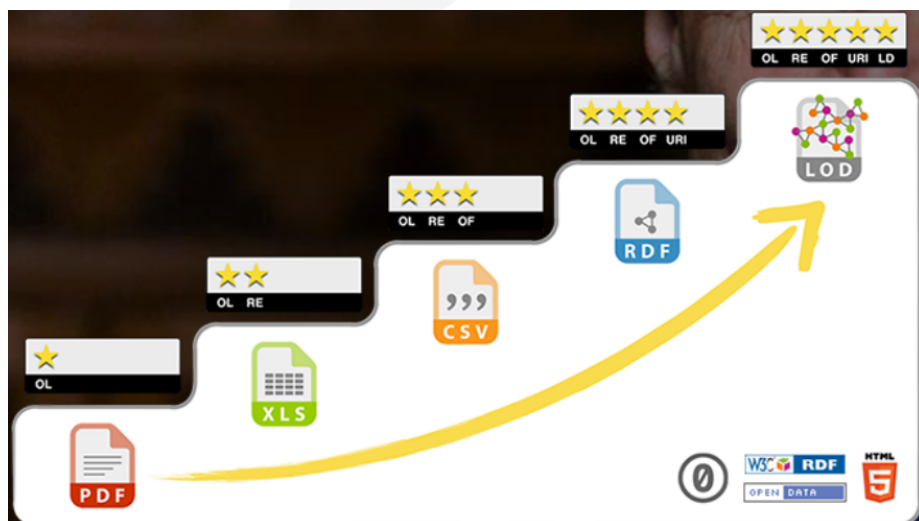 OL RE OF URI LD
LOD
OL RE OF URI
RDF
OL RE OF
,,,
CSV
OL RE
XLS
OL
PDF
0
W3C RDF
OPEN DATA
HTML
5